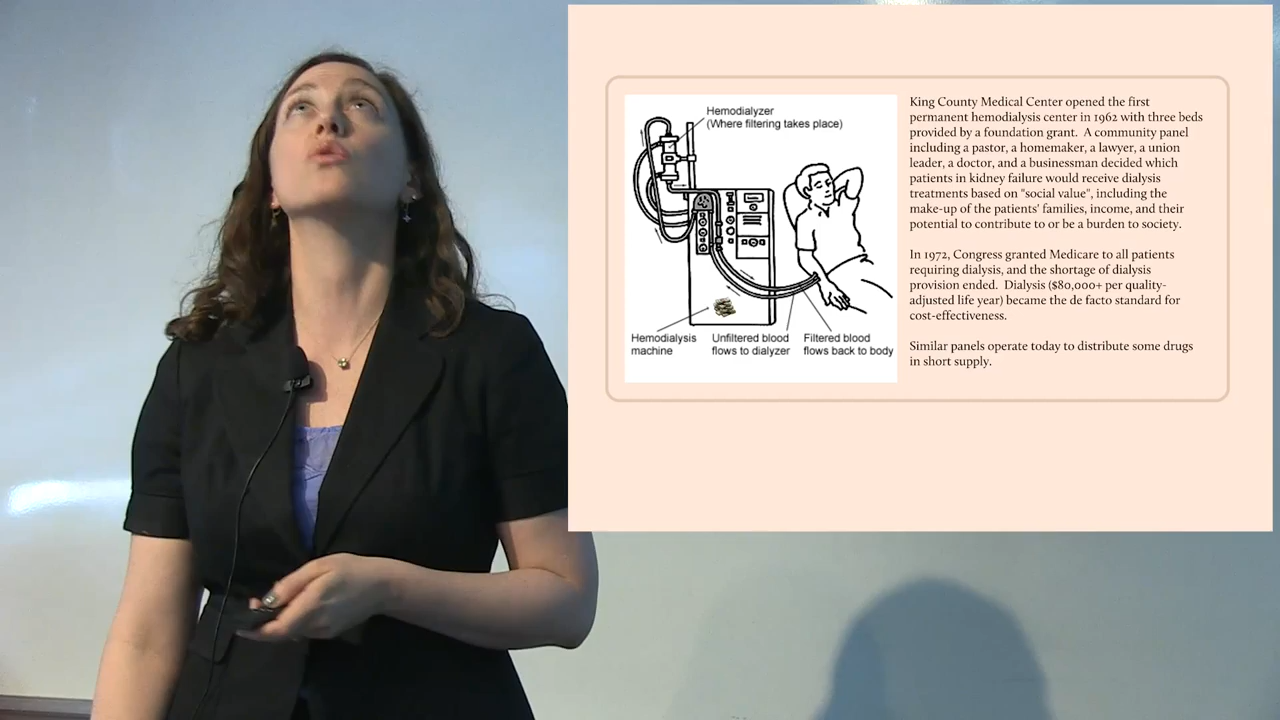 Hemodialyzer
(Where filtering takes place)
Hemodialysis
machine
Unfiltered blood
flows to dialyzer
Filtered blood
flows back to body
King County Medical Center opened the first
permanent hemodialysis center in 1962 with three beds
provided by a foundation grant.  A community panel
including a pastor, a homemaker, a lawyer, a union
leader, a doctor, and a businessman decided which
patients in kidney failure would receive dialysis
treatments based on "social value", including the
make-up of the patients' families, income, and their
potential to contribute to or be a burden to society.
In 1972, Congress granted Medicare to all patients
requiring dialysis, and the shortage of dialysis
provision ended.  Dialysis ($80,000+ per quality-
adjusted life year) became the de facto standard for
cost-effectiveness.
Similar panels operate today to distribute some drugs
in short supply.